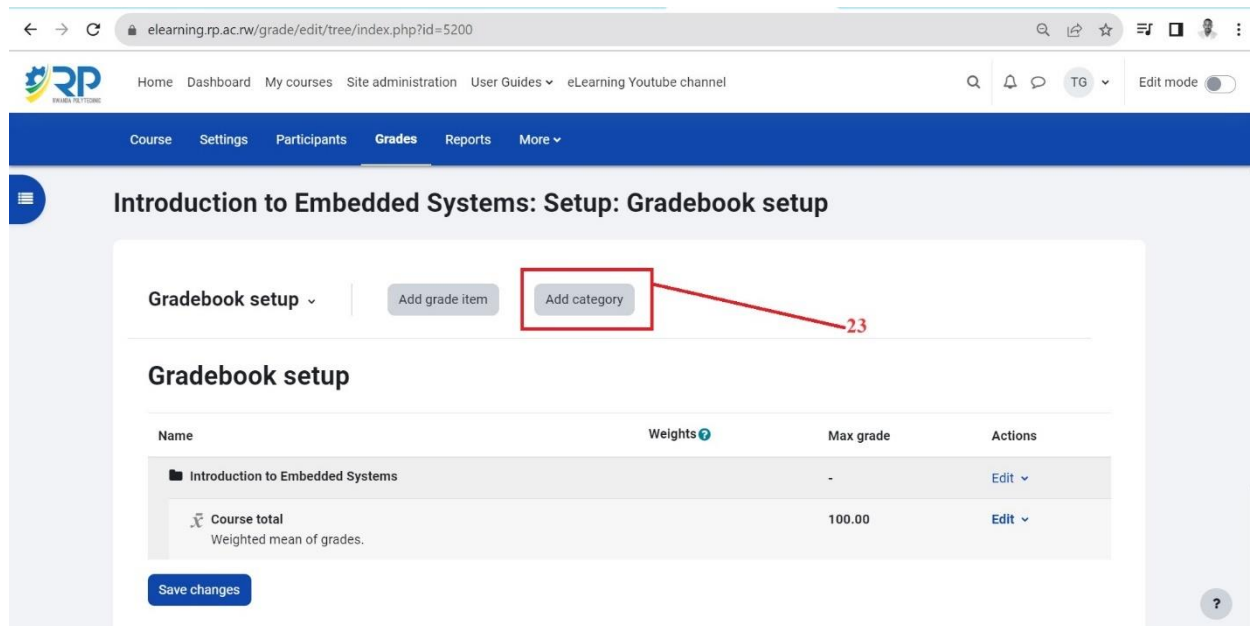 elearning.rp.ac.rw/grade/edit/tree/index.php?id=5200
RP
RWANDA POLYTECHNIC
Home Dashboard My courses Site administration User Guides eLearning Youtube channel
TG
Edit mode
Course Settings Participants Grades Reports More
Introduction to Embedded Systems: Setup: Gradebook setup
Gradebook setup
Add grade item
Add category
23
Gradebook setup
Name Weights ? Max grade Actions
Introduction to Embedded Systems - Edit
x̄ Course total 100.00 Edit
Weighted mean of grades.
Save changes
?